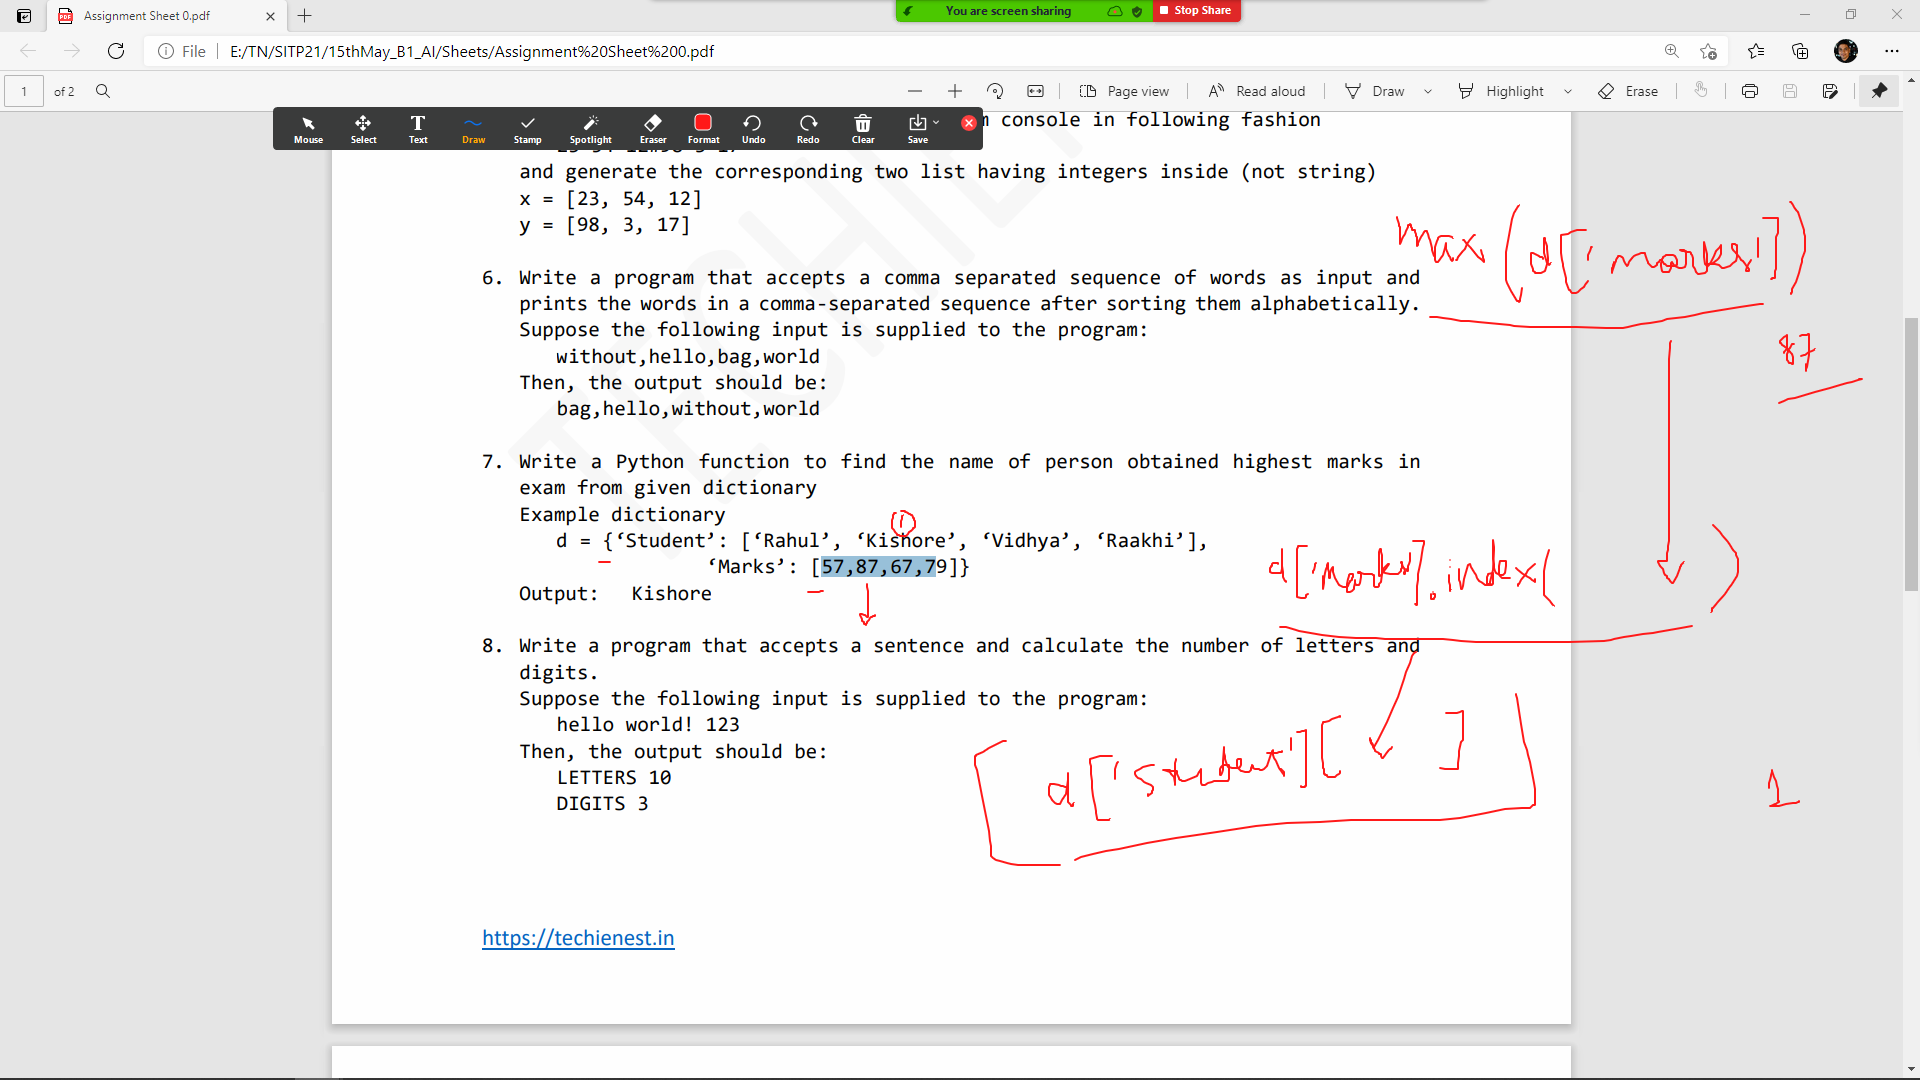 Assignment Sheet 0.pdf
You are screen sharing
Stop Share
File
E:/TN/SITP21/15thMay_B1_AI/Sheets/Assignment%20Sheet%200.pdf
1 of 2
Page view
Read aloud
Draw
Highlight
Erase
Mouse Select Text Draw Stamp Spotlight Eraser Format Undo Redo Clear Save
console in following fashion
and generate the corresponding two list having integers inside (not string)
x = [23, 54, 12]
y = [98, 3, 17]
max(d['marks'])
6. Write a program that accepts a comma separated sequence of words as input and
prints the words in a comma-separated sequence after sorting them alphabetically.
Suppose the following input is supplied to the program:
without,hello,bag,world
87
Then, the output should be:
bag,hello,without,world
7. Write a Python function to find the name of person obtained highest marks in
exam from given dictionary
Example dictionary
1
d = {‘Student’: [‘Rahul’, ‘Kishore’, ‘Vidhya’, ‘Raakhi’],
‘Marks’: [57,87,67,79]}
d['Marks'].index( )
Output: Kishore
8. Write a program that accepts a sentence and calculate the number of letters and
digits.
Suppose the following input is supplied to the program:
hello world! 123
Then, the output should be:
LETTERS 10
DIGITS 3
d['Student'][ ]
1
https://techienest.in